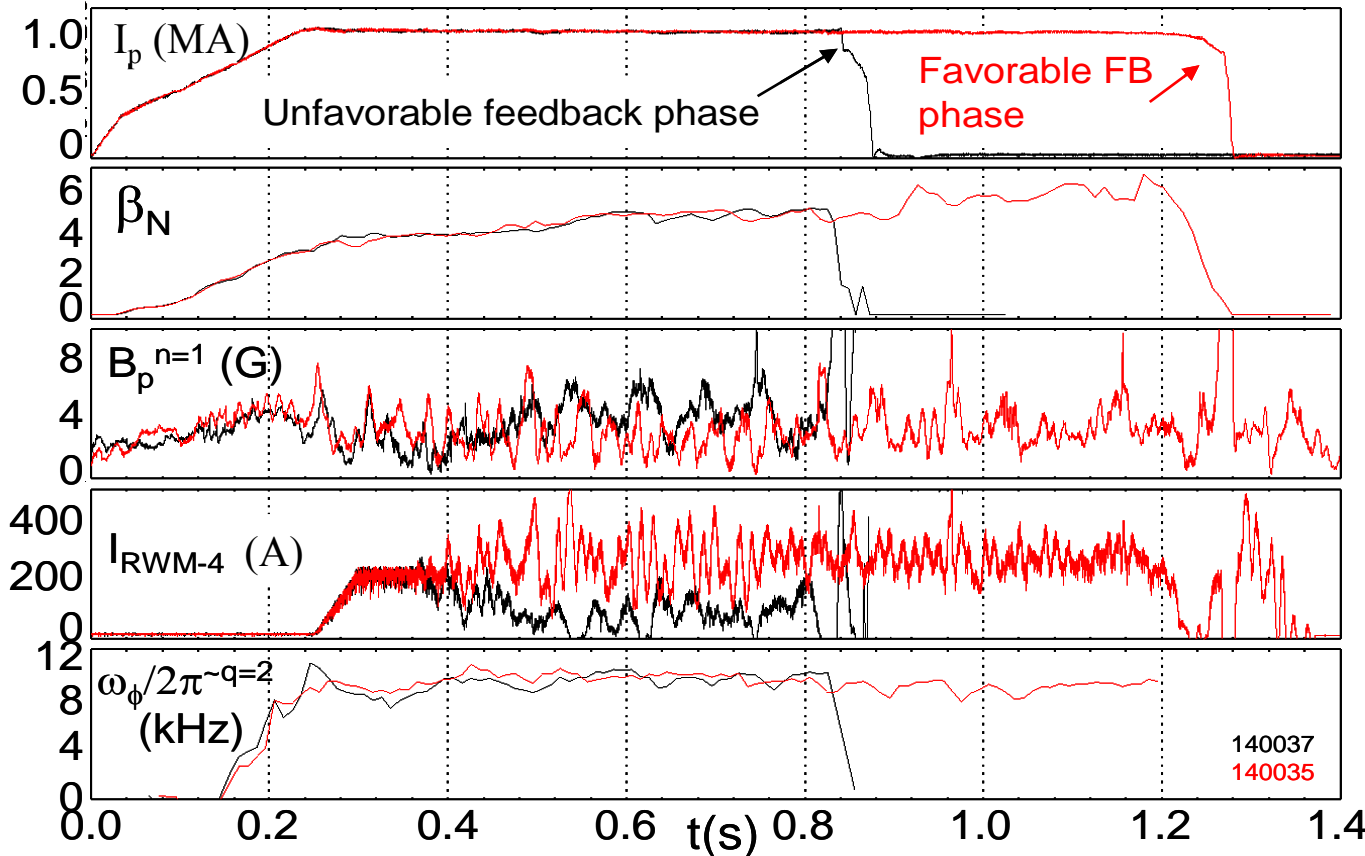 1.0
I_p (MA)
0.5
0
Unfavorable feedback phase
Favorable FB
phase
6
β_N
4
2
0
8
B_p^{n=1} (G)
4
0
400
I_{RWM-4} (A)
200
0
12
ω_ϕ/2π^{~q=2}
8
(kHz)
4
0
140037
140035
0.0 0.2 0.4 0.6 t(s) 0.8 1.0 1.2 1.4